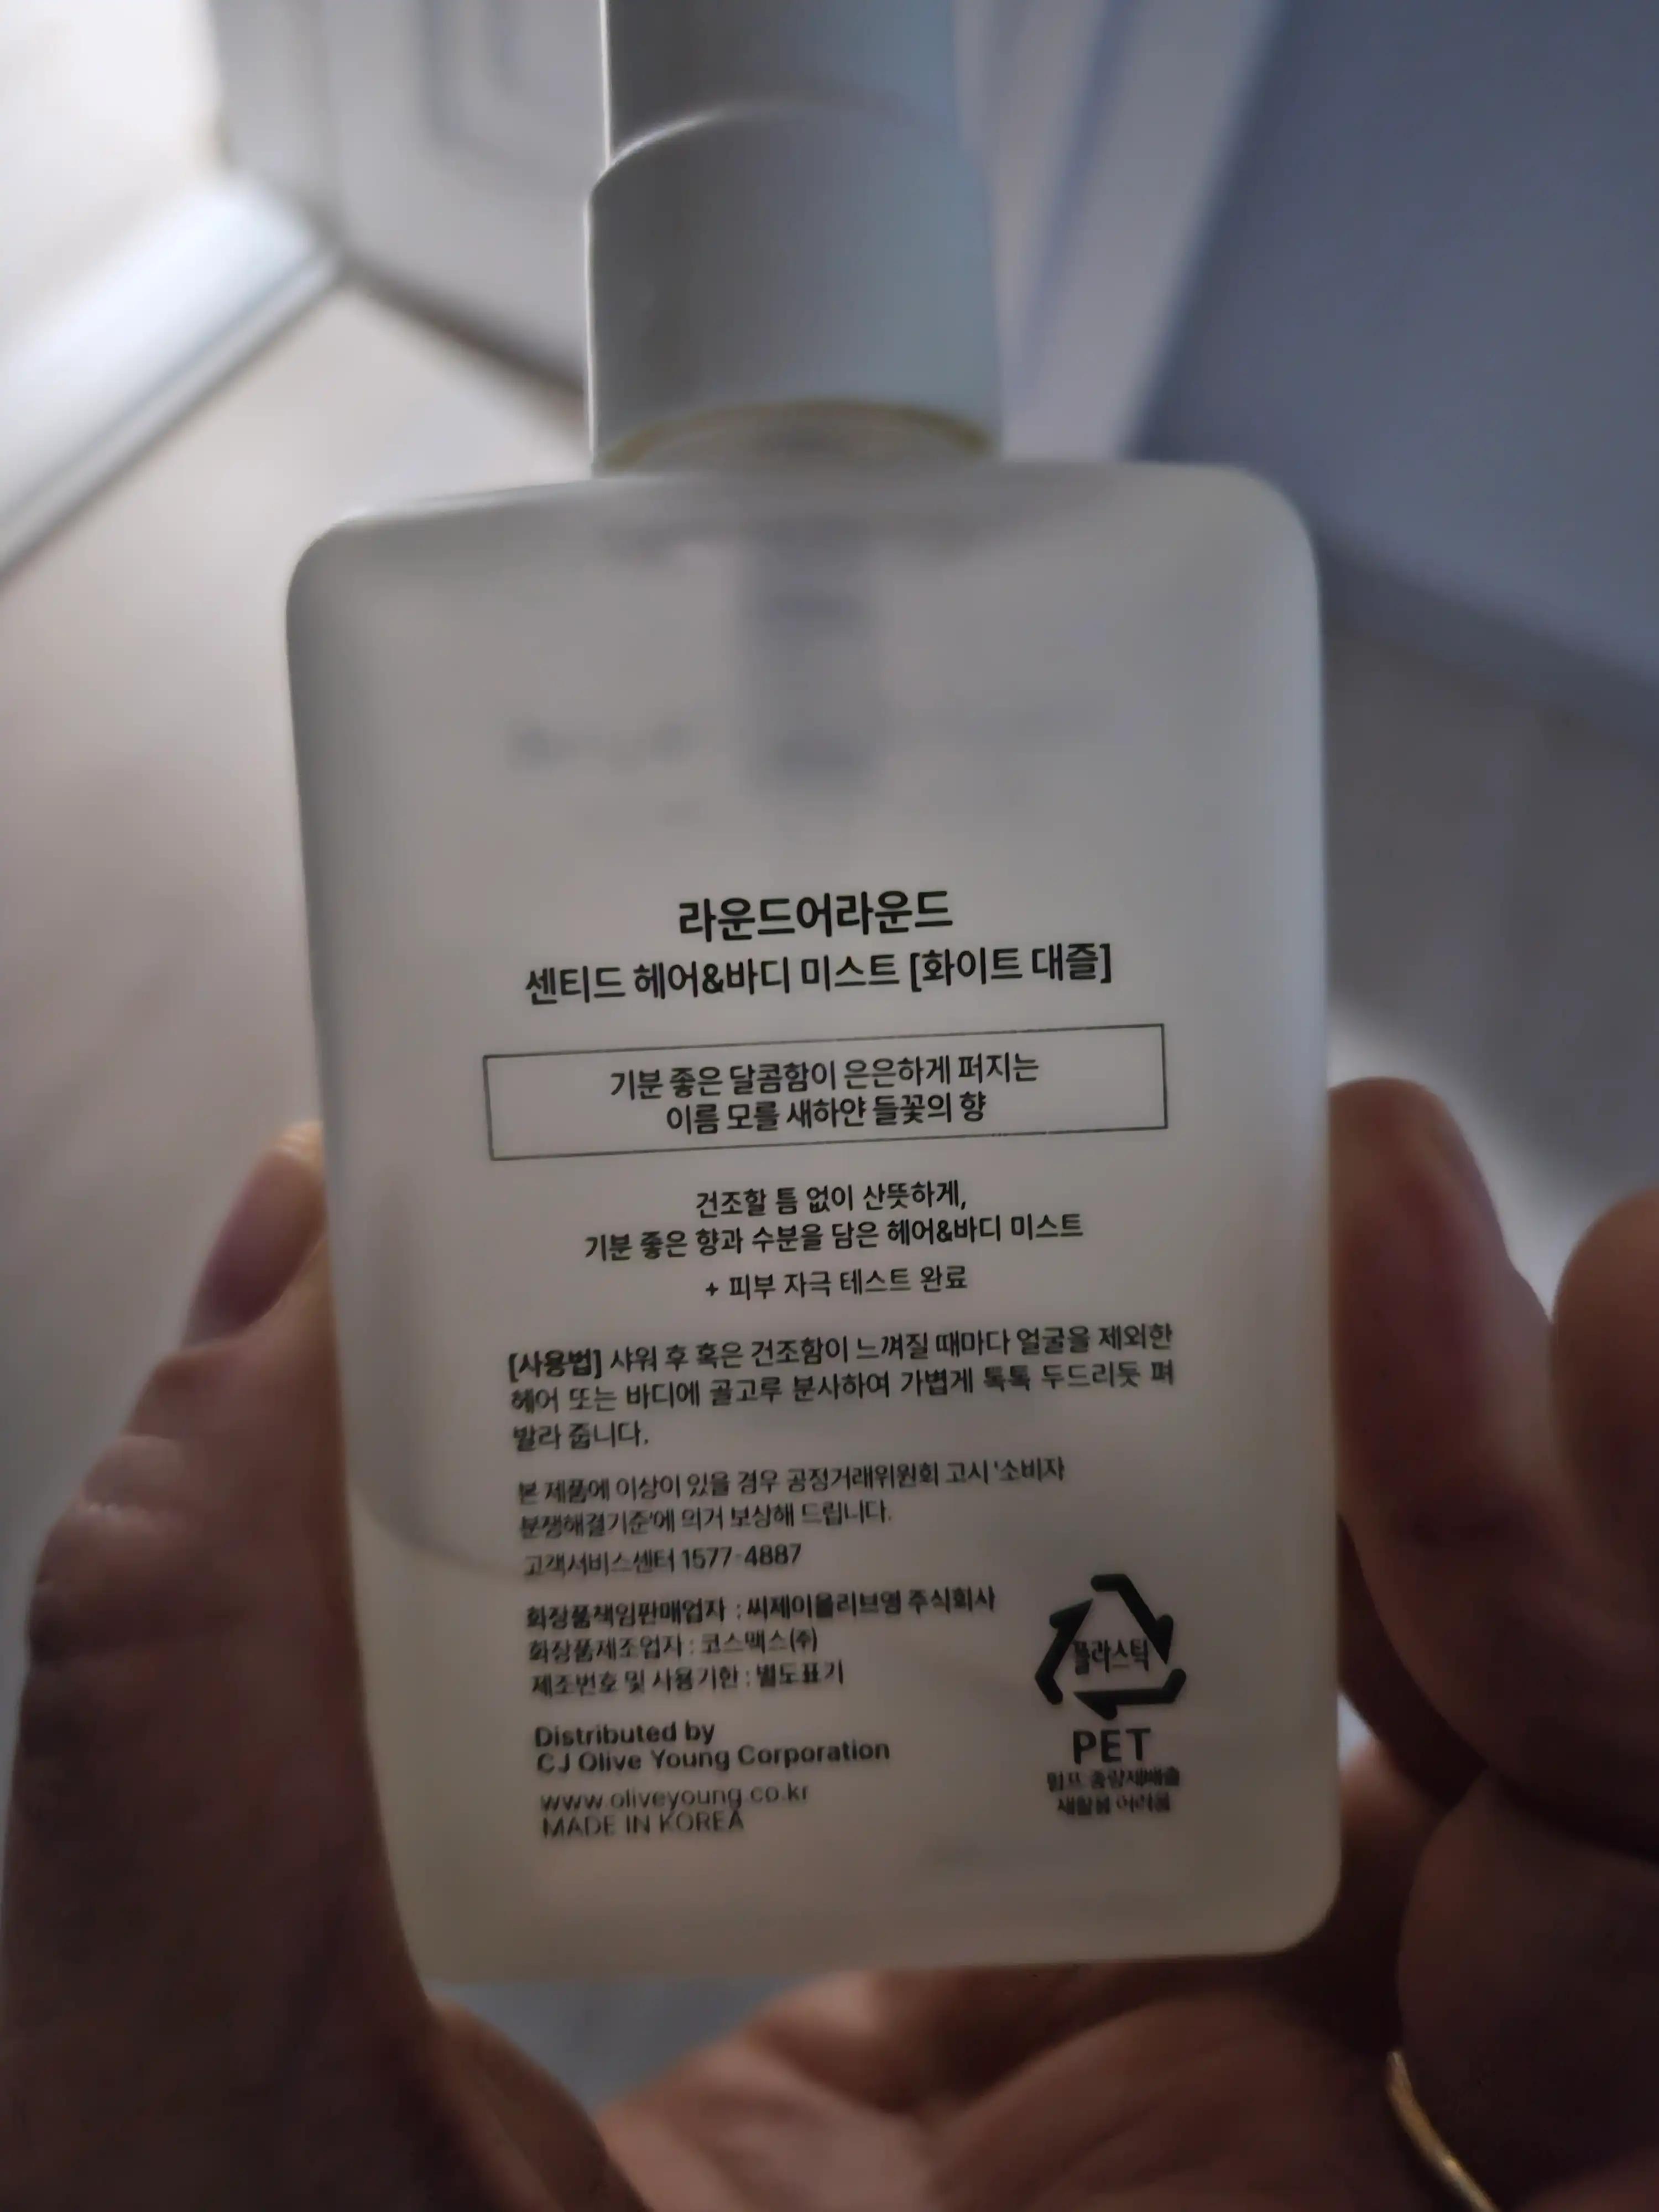 라운드어라운드
센티드 헤어&바디 미스트 [화이트 대즐]
기분 좋은 달콤함이 은은하게 퍼지는
이름 모를 새하얀 들꽃의 향
건조할 틈 없이 산뜻하게,
기분 좋은 향과 수분을 담은 헤어&바디 미스트
+ 피부 자극 테스트 완료
[사용법] 샤워 후 혹은 건조함이 느껴질 때마다 얼굴을 제외한
헤어 또는 바디에 골고루 분사하여 가볍게 톡톡 두드리듯 펴
발라 줍니다.
본 제품에 이상이 있을 경우 공정거래위원회 고시 '소비자
분쟁해결기준'에 의거 보상해 드립니다.
고객서비스센터 1577-4887
화장품책임판매업자 : 씨제이올리브영 주식회사
화장품제조업자 : 코스맥스(주)
제조번호 및 사용기한 : 별도표기
Distributed by
CJ Olive Young Corporation
www.oliveyoung.co.kr
MADE IN KOREA
플라스틱
PET
펌프 종량제배출
재활용 어려움